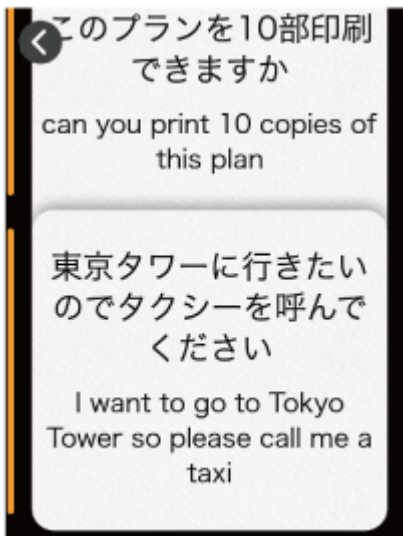 このプランを10部印刷
できますか
can you print 10 copies of
this plan
東京タワーに行きたい
のでタクシーを呼んで
ください
I want to go to Tokyo
Tower so please call me a
taxi